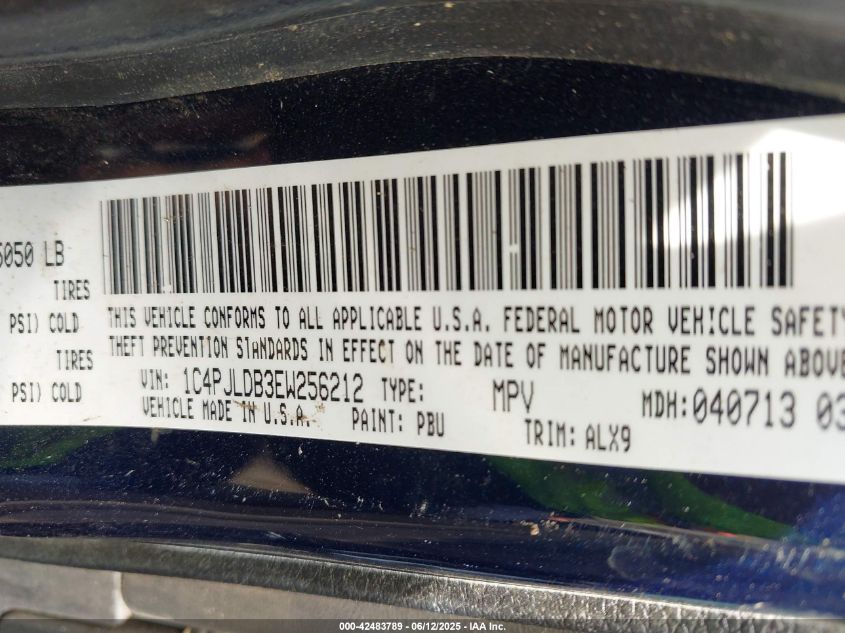 5050 LB
TIRES
PSI) COLD
TIRES
PSI) COLD
THIS VEHICLE CONFORMS TO ALL APPLICABLE U.S.A. FEDERAL MOTOR VEHICLE SAFETY
THEFT PREVENTION STANDARDS IN EFFECT ON THE DATE OF MANUFACTURE SHOWN ABOVE
VIN: 1C4PJLDB3EW256212 TYPE: MPV MDH:040713 03
VEHICLE MADE IN U.S.A. PAINT: PBU TRIM: ALX9
000-42483789 - 06/12/2025 - IAA Inc.